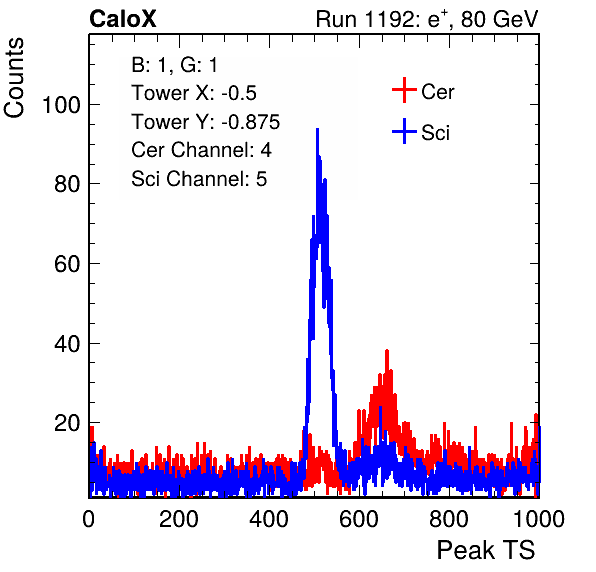 CaloX
Run 1192: e+, 80 GeV
Counts
B: 1, G: 1
Tower X: -0.5
Tower Y: -0.875
Cer Channel: 4
Sci Channel: 5
Cer
Sci
100
80
60
40
20
0 200 400 600 800 1000
Peak TS